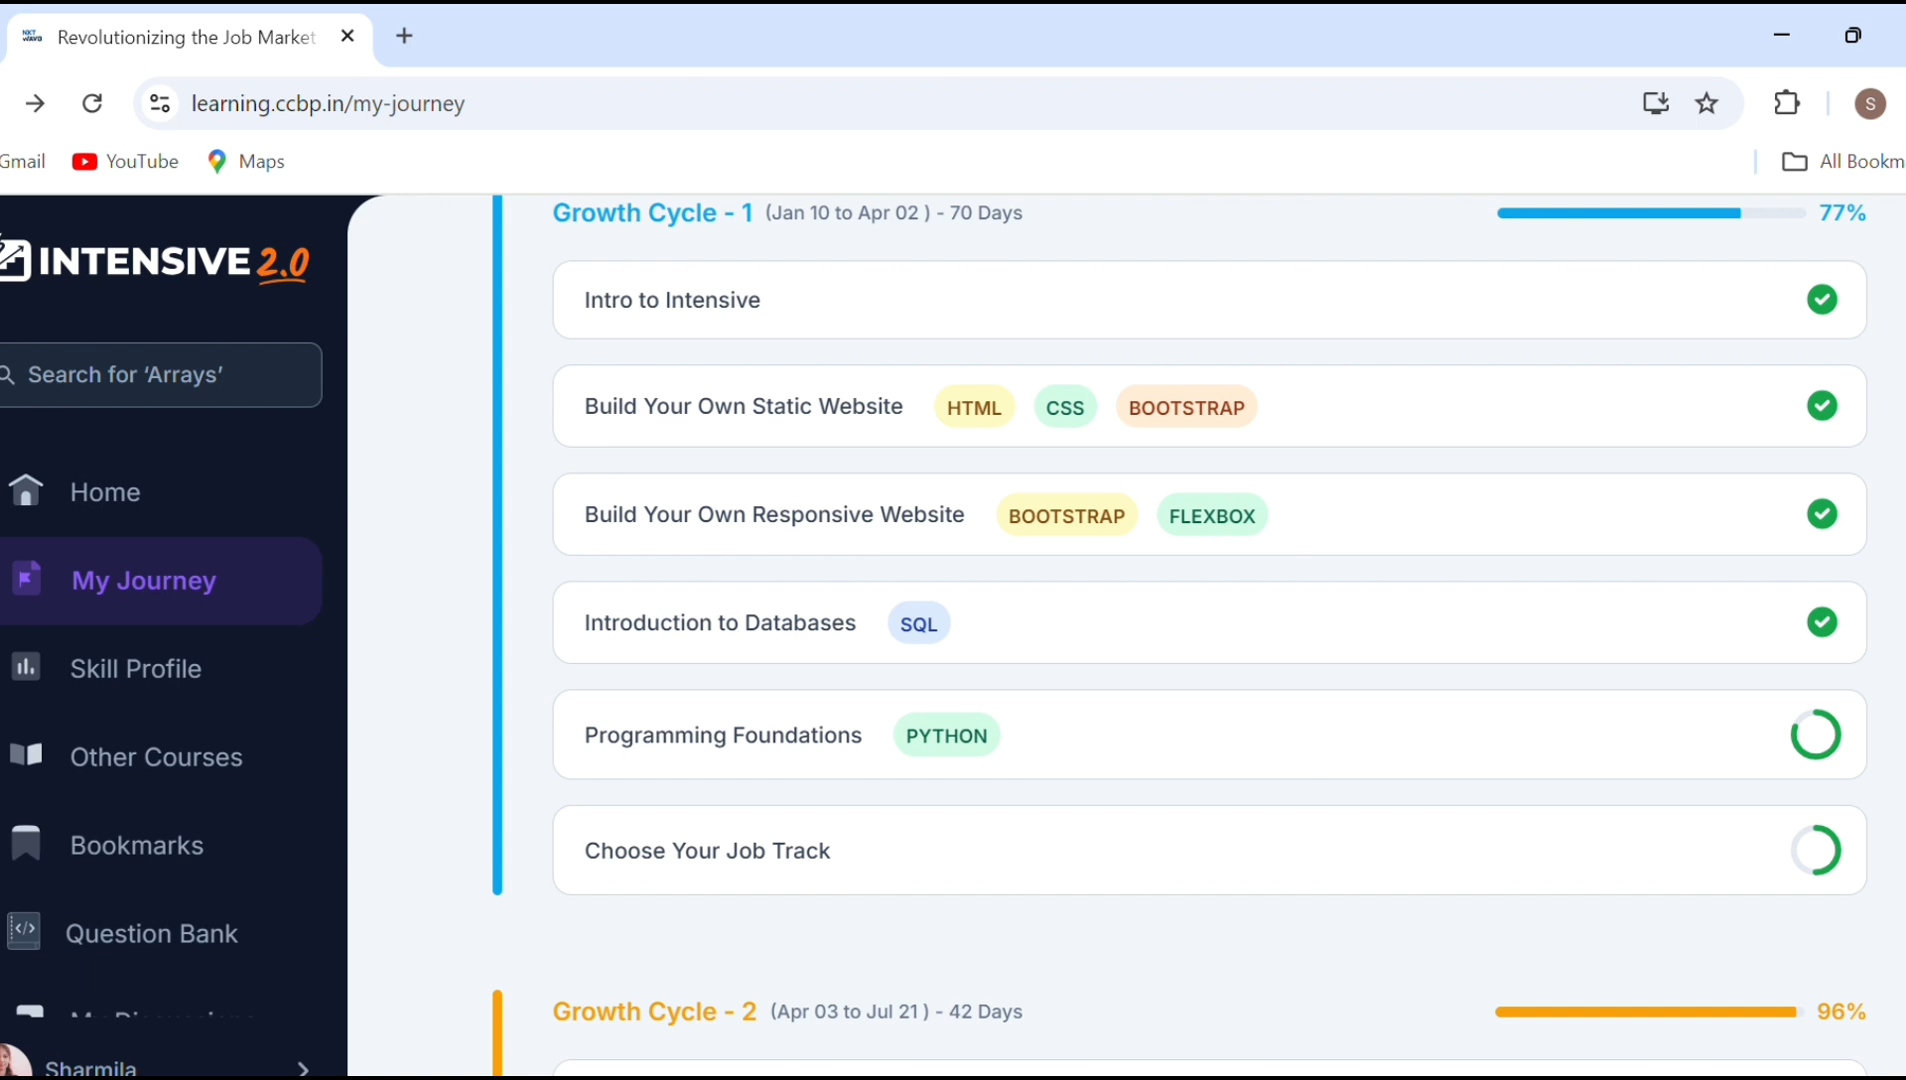 NXT
WAVE
Revolutionizing the Job Market
learning.ccbp.in/my-journey
S
Gmail
YouTube
Maps
All Bookm
INTENSIVE 2.0
Search for ‘Arrays’
Home
My Journey
Skill Profile
Other Courses
Bookmarks
Question Bank
My Discussions
Sharmila
Growth Cycle - 1 (Jan 10 to Apr 02 ) - 70 Days 77%
Intro to Intensive
Build Your Own Static Website HTML CSS BOOTSTRAP
Build Your Own Responsive Website BOOTSTRAP FLEXBOX
Introduction to Databases SQL
Programming Foundations PYTHON
Choose Your Job Track
Growth Cycle - 2 (Apr 03 to Jul 21 ) - 42 Days 96%